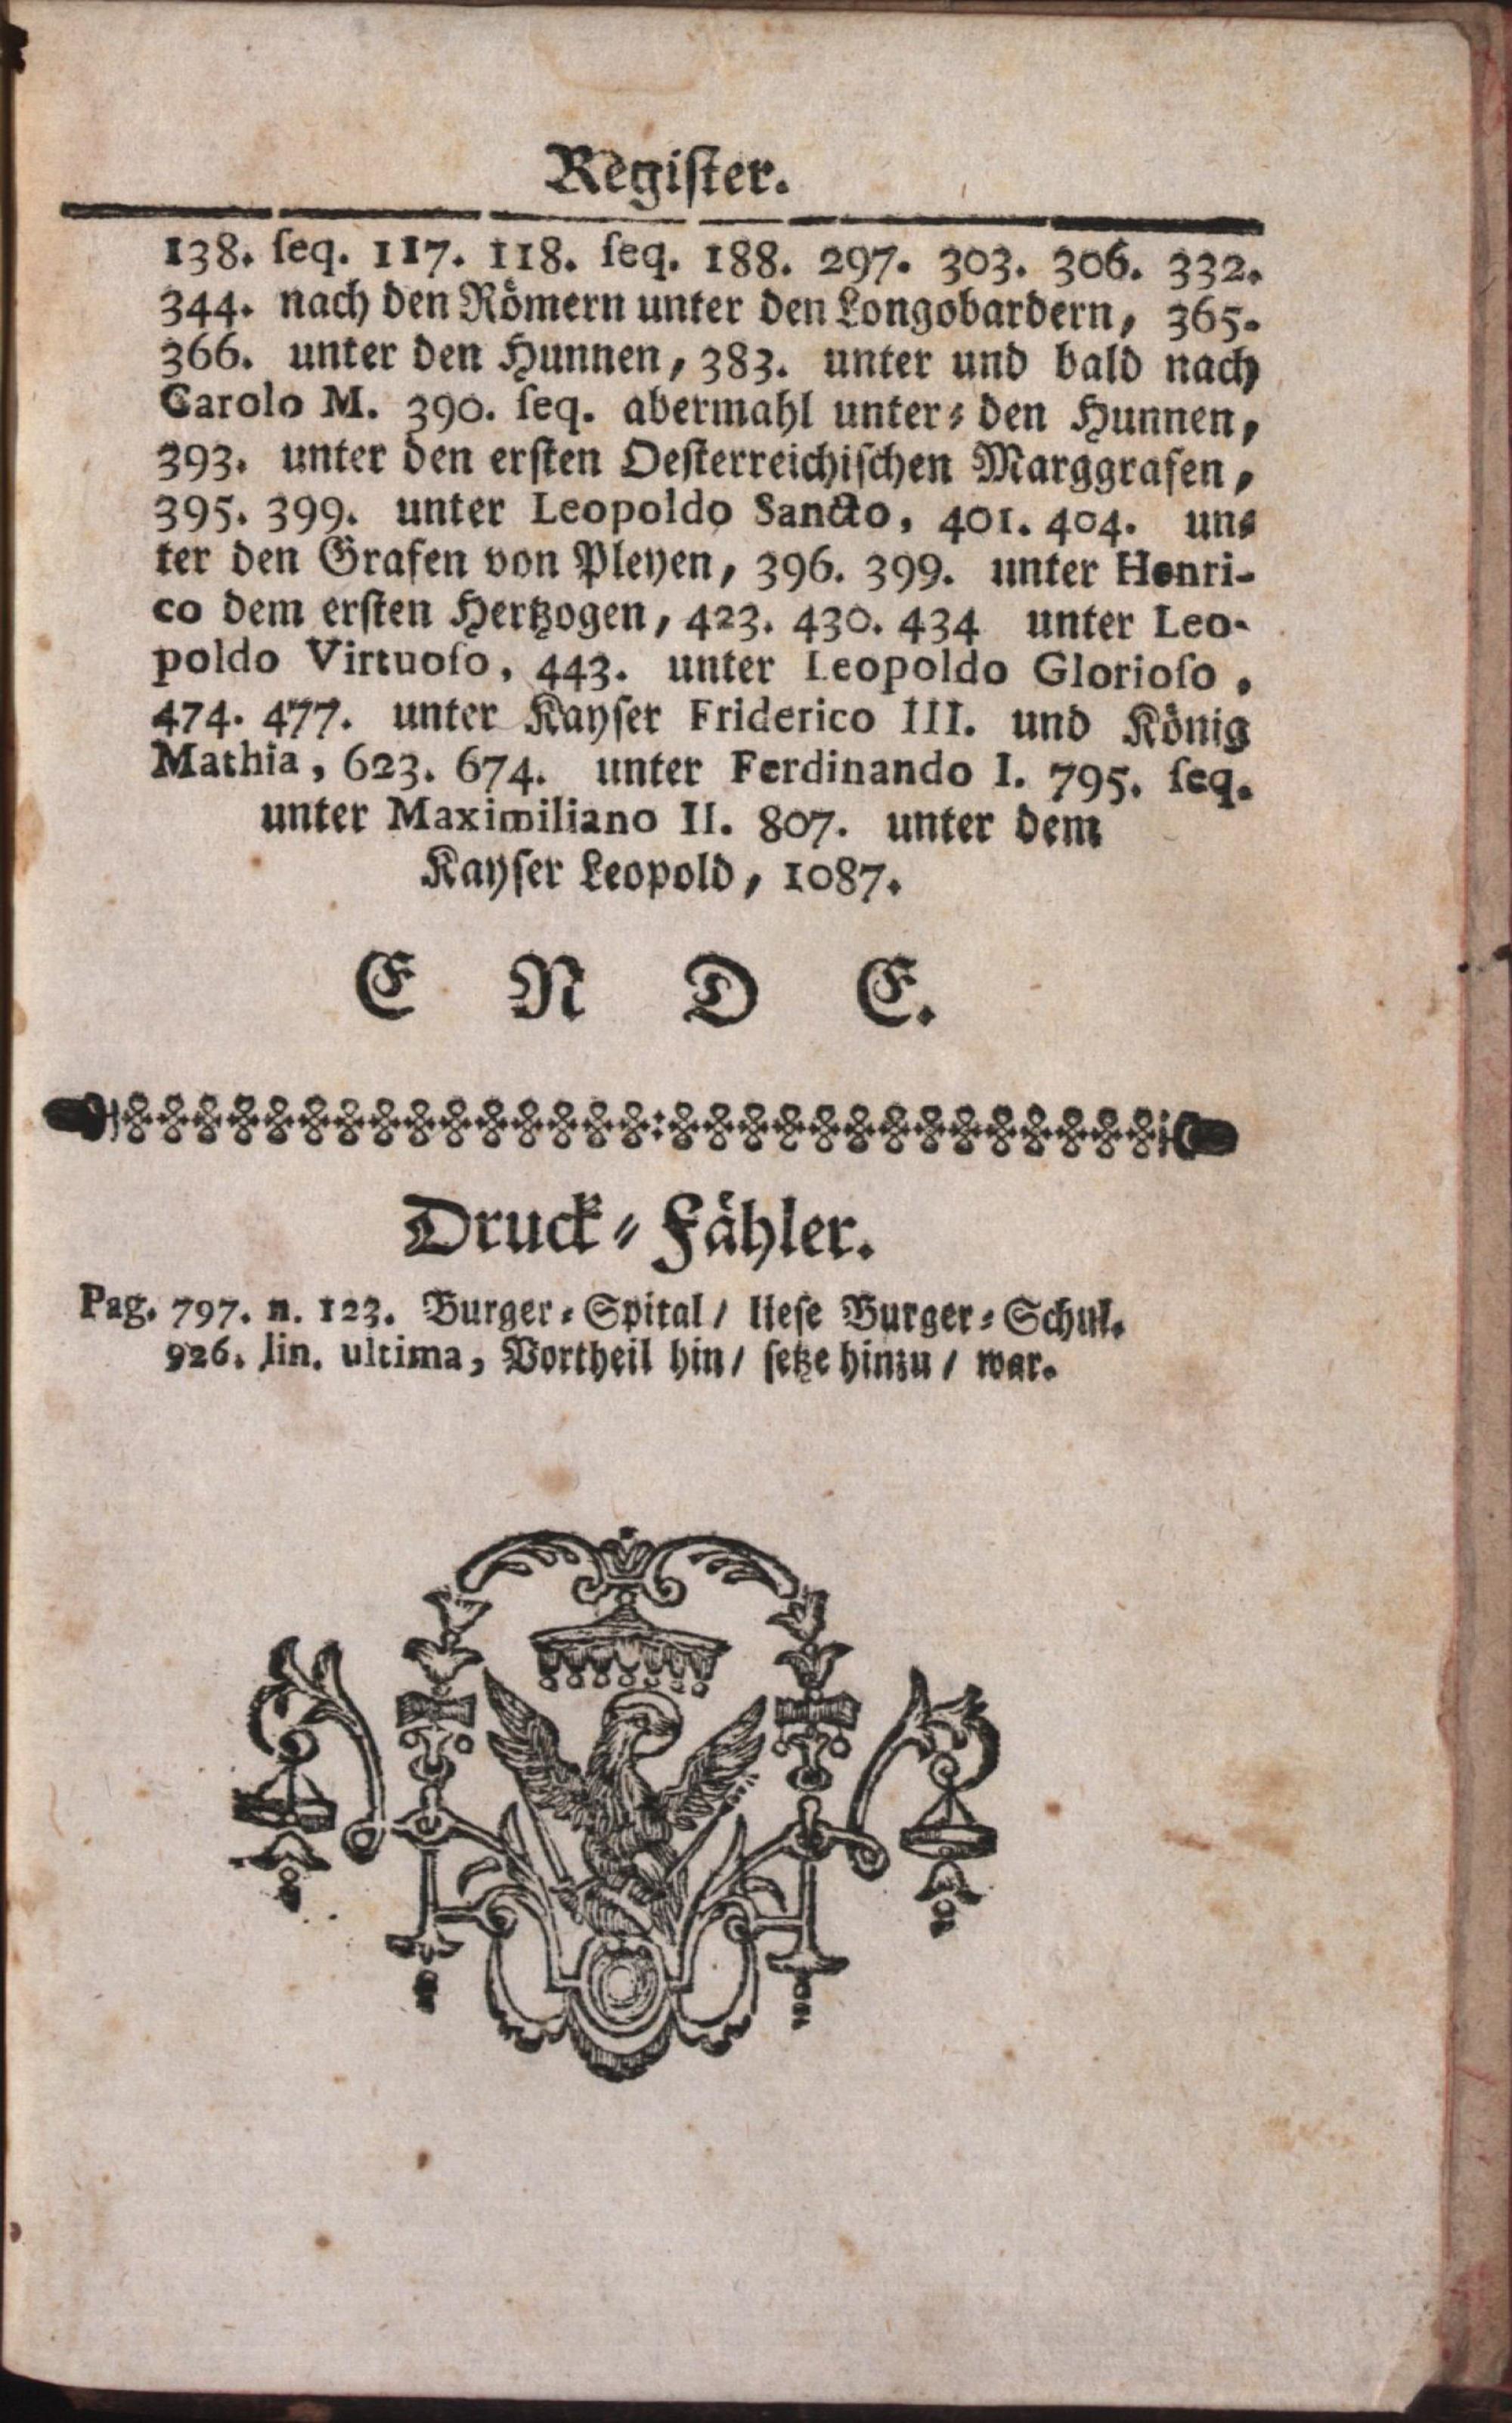 Register.
138. ſeq. 117. 118. ſeq. 188. 297. 303. 306. 332.
344. nach den Römern unter den Longobardern, 365.
366. unter den Hunnen, 383. unter und bald nach
Carolo M. 390. ſeq. abermahl unter⸗ den Hunnen,
393. unter den erſten Oeſterreichiſchen Marggrafen,
395. 399. unter Leopoldo Sancto, 401. 404. un⸗
ter den Grafen von Pleyen, 396. 399. unter Henri-
co dem erſten Hertzogen, 423. 430. 434 unter Leo-
poldo Virtuoſo, 443. unter Leopoldo Glorioſo,
474. 477. unter Kayſer Friderico III. und König
Mathia, 623. 674. unter Ferdinando I. 795. ſeq.
unter Maximiliano II. 807. unter dem
Kayſer Leopold, 1087.
E N D E.
Druck⸗Fähler.
Pag. 797. n. 123. Burger⸗Spital / lieſe Burger⸗Schul.
926. lin. ultima, Vortheil hin / ſetze hinzu / war.